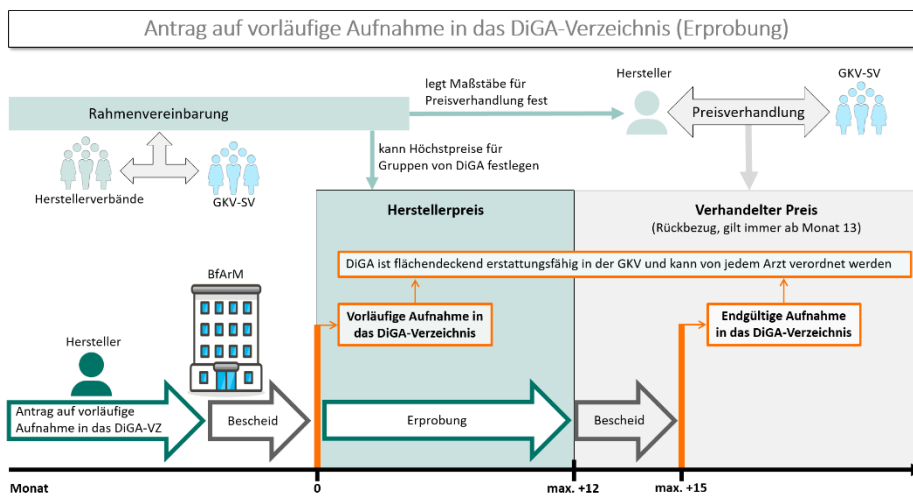 Antrag auf vorläufige Aufnahme in das DiGA-Verzeichnis (Erprobung)
legt Maßstäbe für
Preisverhandlung fest
Hersteller
GKV-SV
Rahmenvereinbarung
Preisverhandlung
kann Höchstpreise für
Gruppen von DiGA festlegen
Herstellerverbände
GKV-SV
Herstellerpreis
Verhandelter Preis
(Rückbezug, gilt immer ab Monat 13)
DiGA ist flächendeckend erstattungsfähig in der GKV und kann von jedem Arzt verordnet werden
BfArM
Vorläufige Aufnahme in
das DiGA-Verzeichnis
Endgültige Aufnahme
in das DiGA-Verzeichnis
Hersteller
Antrag auf vorläufige
Aufnahme in das DiGA-VZ
Bescheid
Erprobung
Bescheid
Monat
0
max. +12
max. +15